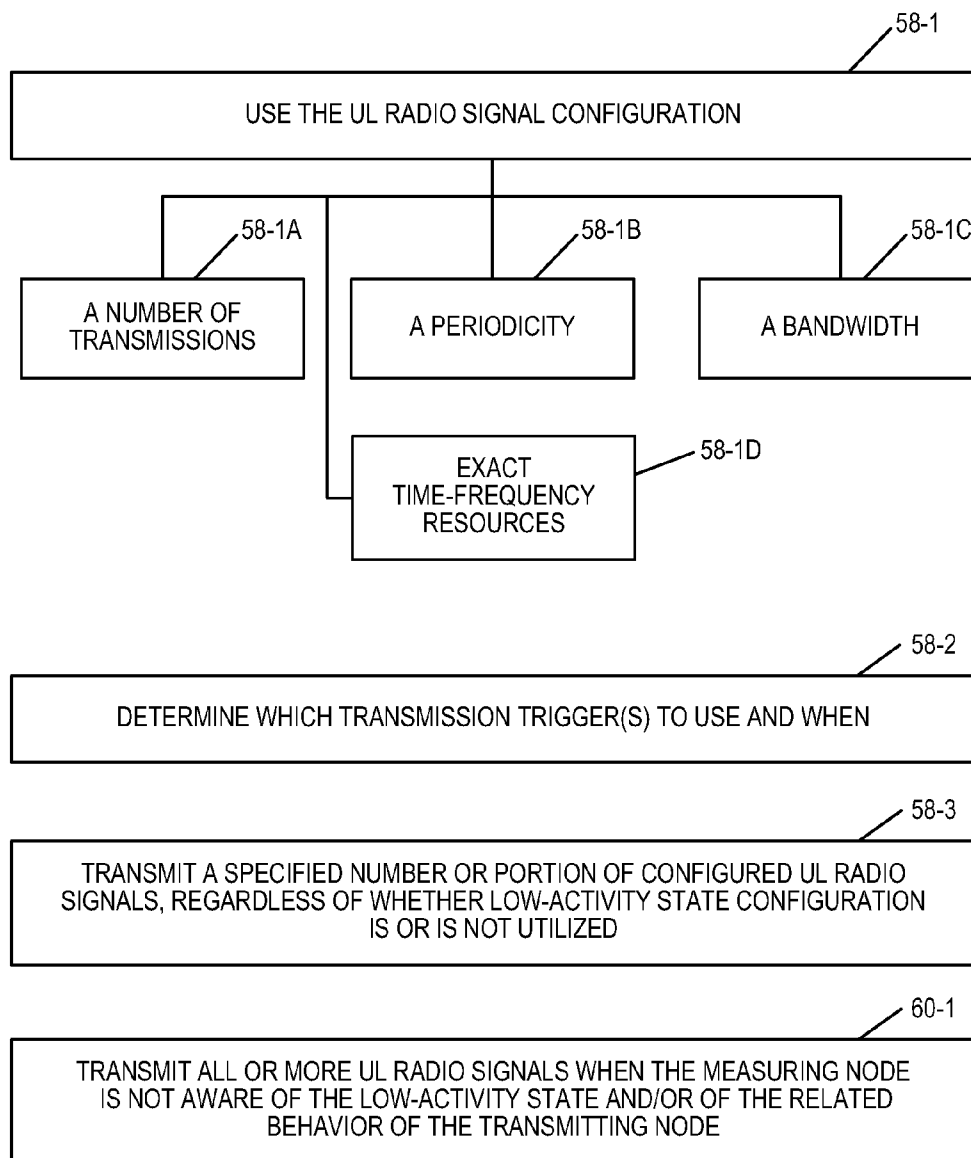 58-1
USE THE UL RADIO SIGNAL CONFIGURATION
58-1A
58-1B
58-1C
A NUMBER OF
TRANSMISSIONS
A PERIODICITY
A BANDWIDTH
58-1D
EXACT
TIME-FREQUENCY
RESOURCES
58-2
DETERMINE WHICH TRANSMISSION TRIGGER(S) TO USE AND WHEN
58-3
TRANSMIT A SPECIFIED NUMBER OR PORTION OF CONFIGURED UL RADIO
SIGNALS, REGARDLESS OF WHETHER LOW-ACTIVITY STATE CONFIGURATION
IS OR IS NOT UTILIZED
60-1
TRANSMIT ALL OR MORE UL RADIO SIGNALS WHEN THE MEASURING NODE
IS NOT AWARE OF THE LOW-ACTIVITY STATE AND/OR OF THE RELATED
BEHAVIOR OF THE TRANSMITTING NODE